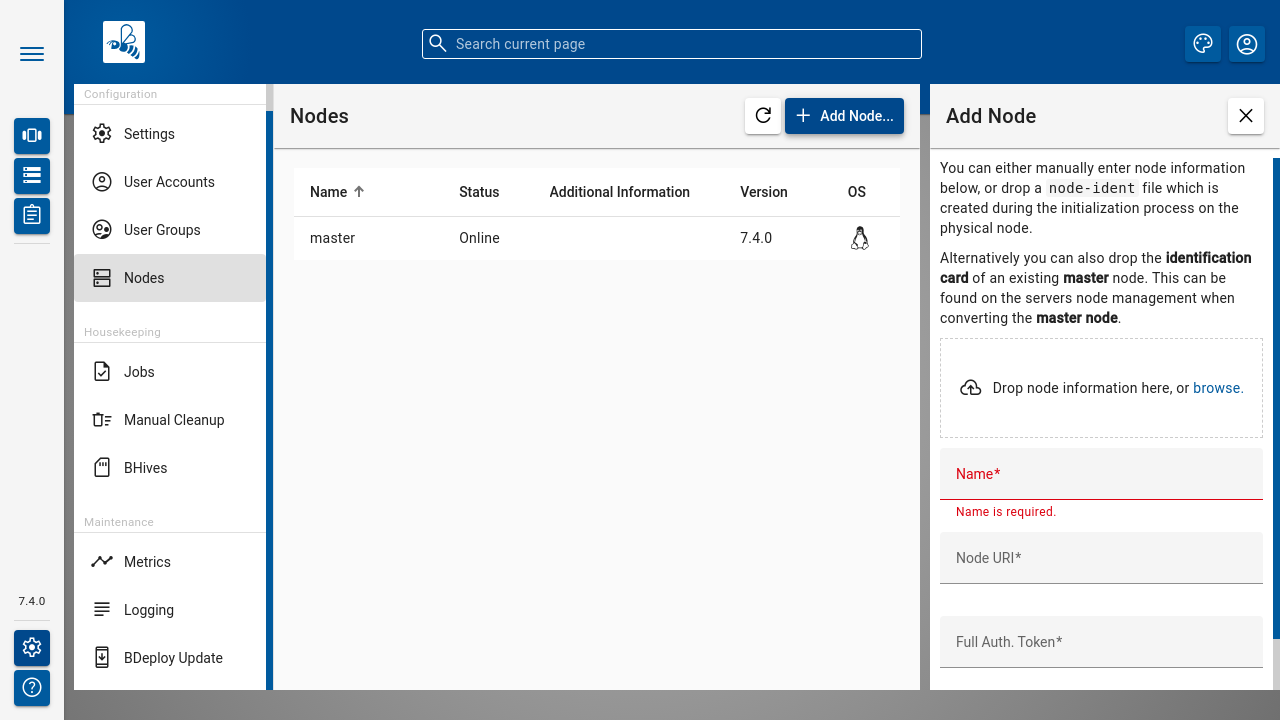 Search current page
7.4.0
Configuration
Settings
User Accounts
User Groups
Nodes
Housekeeping
Jobs
Manual Cleanup
BHives
Maintenance
Metrics
Logging
BDeploy Update
Nodes
Add Node...
Name Status Additional Information Version OS
master Online 7.4.0
Add Node
You can either manually enter node information
below, or drop a node-ident file which is
created during the initialization process on the
physical node.
Alternatively you can also drop the identification
card of an existing master node. This can be
found on the servers node management when
converting the master node.
Drop node information here, or browse.
Name*
Name is required.
Node URI*
Full Auth. Token*